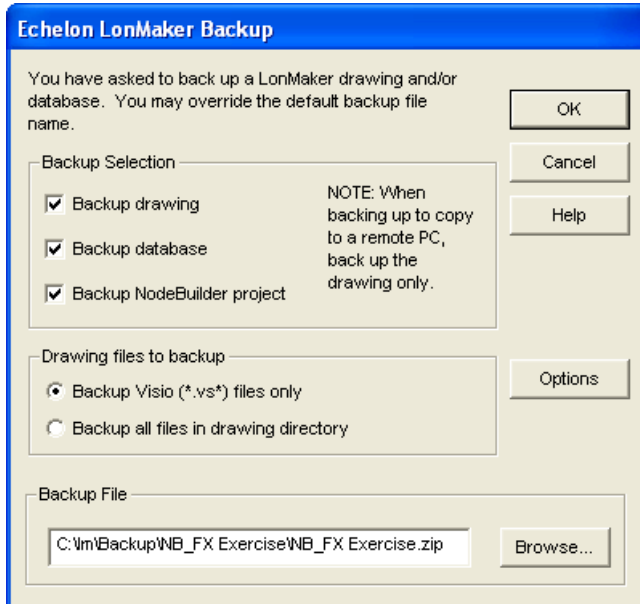 Echelon LonMaker Backup
You have asked to back up a LonMaker drawing and/or
database. You may override the default backup file
name.
OK
Cancel
Help
Backup Selection
Backup drawing
Backup database
Backup NodeBuilder project
NOTE: When
backing up to copy
to a remote PC,
back up the
drawing only.
Drawing files to backup
Backup Visio (*.vs*) files only
Backup all files in drawing directory
Options
Backup File
C:\lm\Backup\NB_FX Exercise\NB_FX Exercise.zip
Browse...